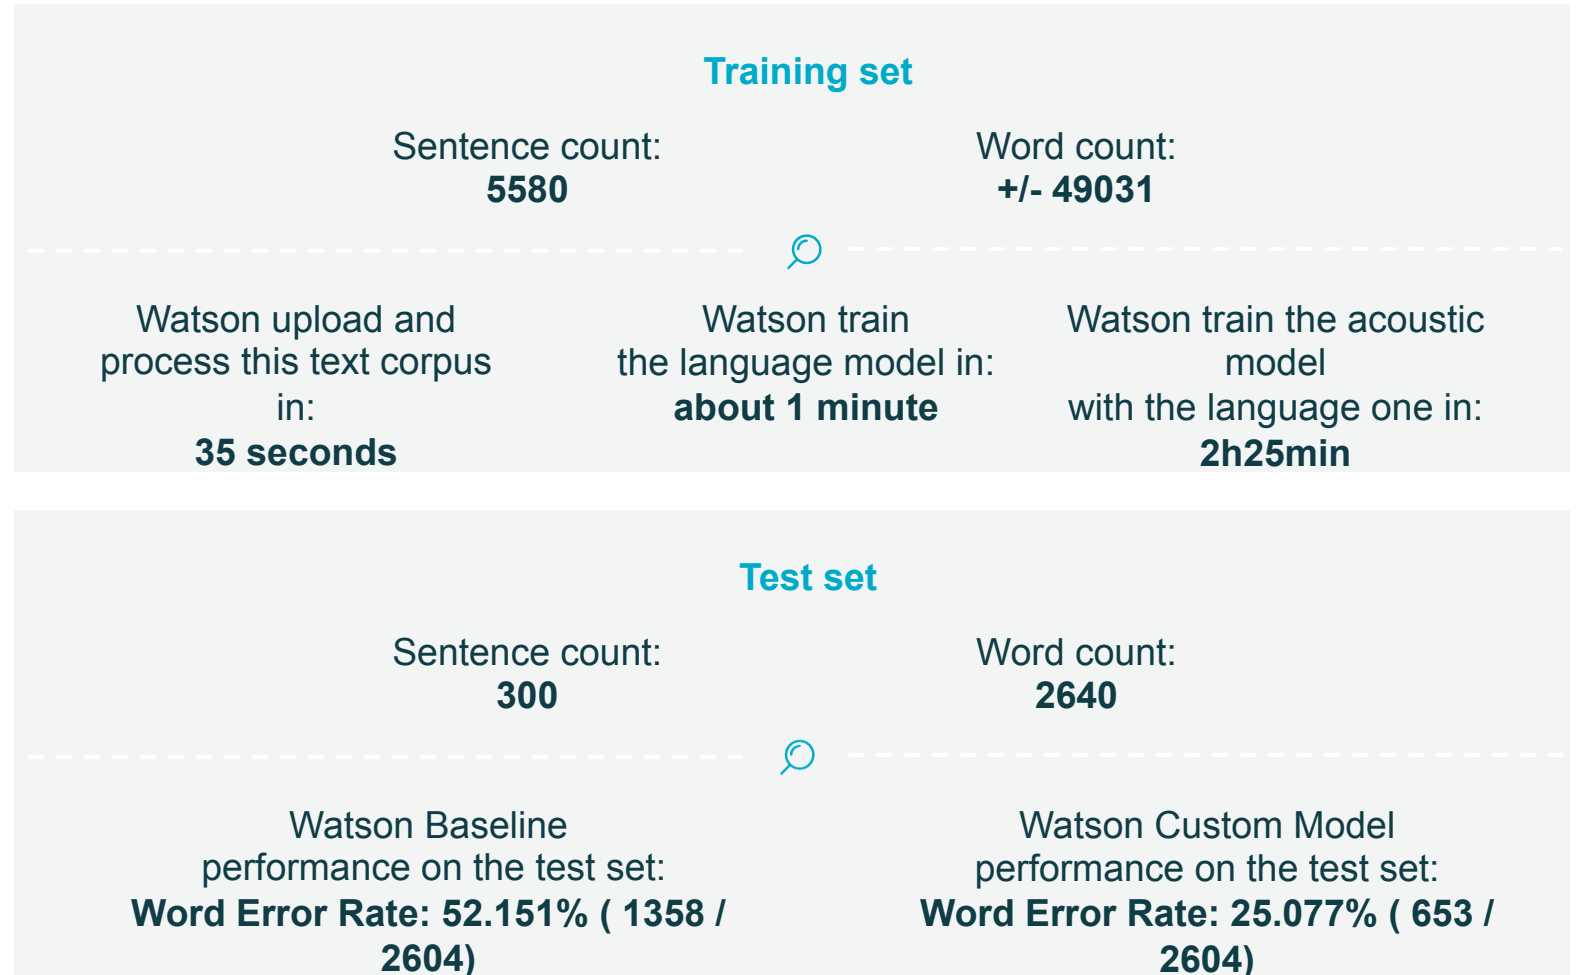 Training set
Sentence count:
5580
Word count:
+/- 49031
Watson upload and
process this text corpus
in:
35 seconds
Watson train
the language model in:
about 1 minute
Watson train the acoustic
model
with the language one in:
2h25min
Test set
Sentence count:
300
Word count:
2640
Watson Baseline
performance on the test set:
Word Error Rate: 52.151% ( 1358 /
2604)
Watson Custom Model
performance on the test set:
Word Error Rate: 25.077% ( 653 /
2604)